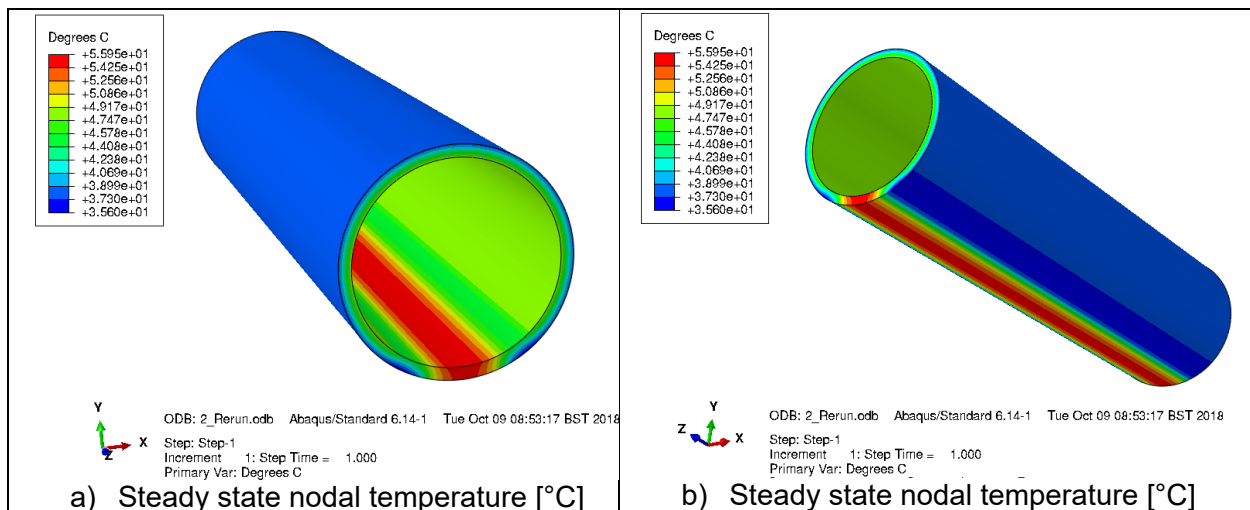 Degrees C
+5.595e+01
+5.425e+01
+5.256e+01
+5.086e+01
+4.917e+01
+4.747e+01
+4.578e+01
+4.408e+01
+4.238e+01
+4.069e+01
+3.899e+01
+3.730e+01
+3.560e+01
Y
X
Z
ODB: 2_Rerun.odb Abaqus/Standard 6.14-1 Tue Oct 09 08:53:17 BST 2018
Step: Step-1
Increment 1: Step Time = 1.000
Primary Var: Degrees C
a) Steady state nodal temperature [°C]
Degrees C
+5.595e+01
+5.425e+01
+5.256e+01
+5.086e+01
+4.917e+01
+4.747e+01
+4.578e+01
+4.408e+01
+4.238e+01
+4.069e+01
+3.899e+01
+3.730e+01
+3.560e+01
Y
Z
X
ODB: 2_Rerun.odb Abaqus/Standard 6.14-1 Tue Oct 09 08:53:17 BST 2018
Step: Step-1
Increment 1: Step Time = 1.000
Primary Var: Degrees C
b) Steady state nodal temperature [°C]